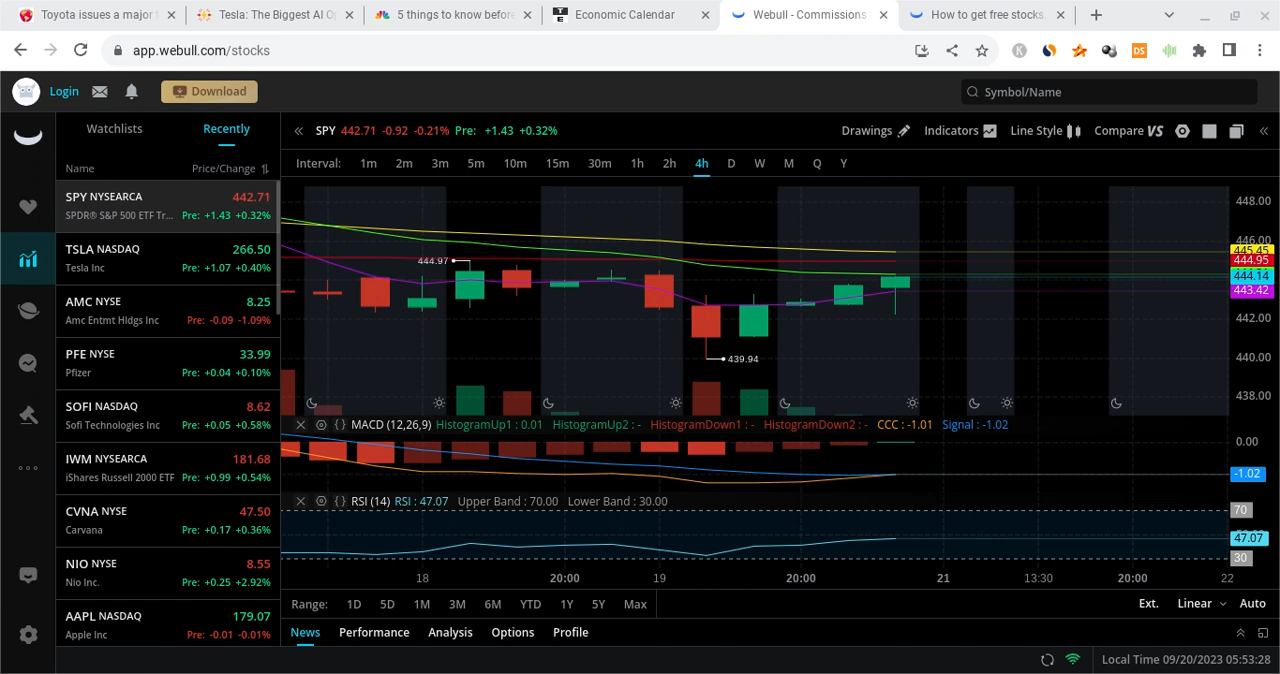 Toyota issues a major
Tesla: The Biggest AI O
5 things to know before
Economic Calendar
Webull - Commissions
How to get free stocks
app.webull.com/stocks
Login
Download
Symbol/Name
Watchlists
Recently
Name
Price/Change
SPY NYSEARCA
442.71
SPDR® S&P 500 ETF Tr...
Pre: +1.43 +0.32%
TSLA NASDAQ
266.50
Tesla Inc
Pre: +1.07 +0.40%
AMC NYSE
8.25
Amc Entmt Hldgs Inc
Pre: -0.09 -1.09%
PFE NYSE
33.99
Pfizer
Pre: +0.04 +0.10%
SOFI NASDAQ
8.62
Sofi Technologies Inc
Pre: +0.05 +0.58%
IWM NYSEARCA
181.68
iShares Russell 2000 ETF
Pre: +0.99 +0.54%
CVNA NYSE
47.50
Carvana
Pre: +0.17 +0.36%
NIO NYSE
8.55
Nio Inc.
Pre: +0.25 +2.92%
AAPL NASDAQ
179.07
Apple Inc
Pre: -0.01 -0.01%
SPY 442.71 -0.92 -0.21% Pre: +1.43 +0.32%
Drawings
Indicators
Line Style
Compare VS
Interval: 1m 2m 3m 5m 10m 15m 30m 1h 2h 4h D W M Q Y
448.00
446.00
445.45
444.95
444.14
443.42
442.00
440.00
438.00
444.97
439.94
MACD (12,26,9) HistogramUp1 : 0.01 HistogramUp2 : - HistogramDown1 : - HistogramDown2 : - CCC : -1.01 Signal : -1.02
0.00
-1.02
RSI (14) RSI : 47.07 Upper Band : 70.00 Lower Band : 30.00
70
47.07
30
18 20:00 19 20:00 21 13:30 20:00 22
Range: 1D 5D 1M 3M 6M YTD 1Y 5Y Max
Ext. Linear Auto
News Performance Analysis Options Profile
Local Time 09/20/2023 05:53:28